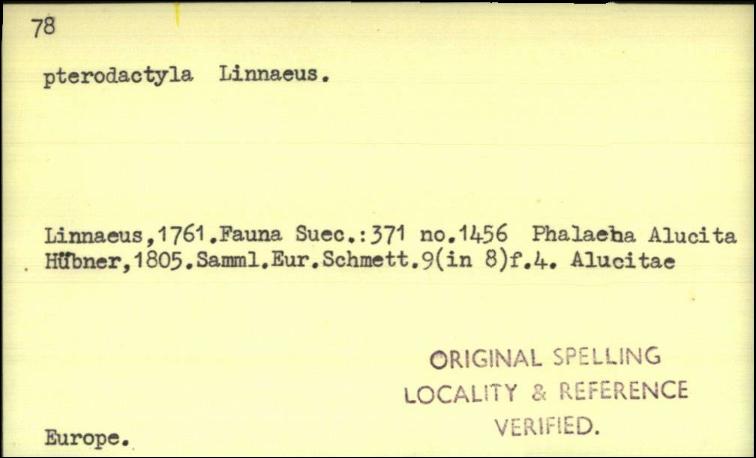 78
pterodactyla Linnaeus.
Linnaeus,1761.Fauna Suec.:371 no.1456 Phalaena Alucita
Hübner,1805.Samml.Eur.Schmett.9(in 8)f.4. Alucitae
ORIGINAL SPELLING
LOCALITY & REFERENCE
VERIFIED.
Europe.